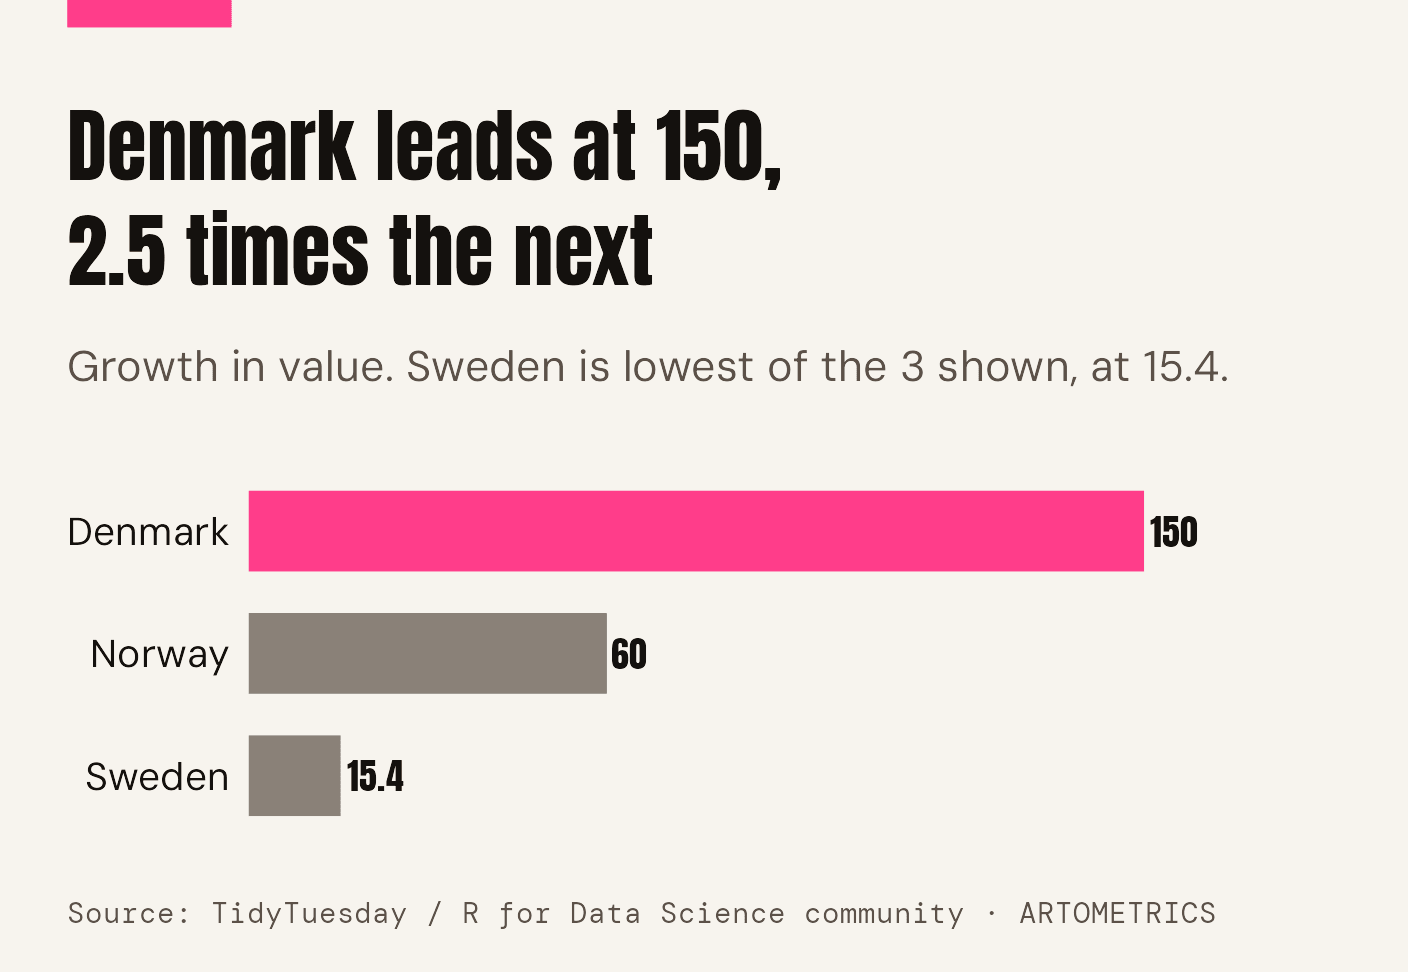 Denmark leads at 150,
2.5 times the next
Growth in value. Sweden is lowest of the 3 shown, at 15.4.
Denmark 150
Norway 60
Sweden 15.4
Source: TidyTuesday / R for Data Science community · ARTOMETRICS